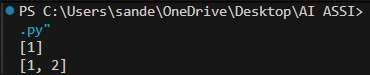 PS C:\Users\sande\OneDrive\Desktop\AI ASSI>
.py"
[1]
[1, 2]